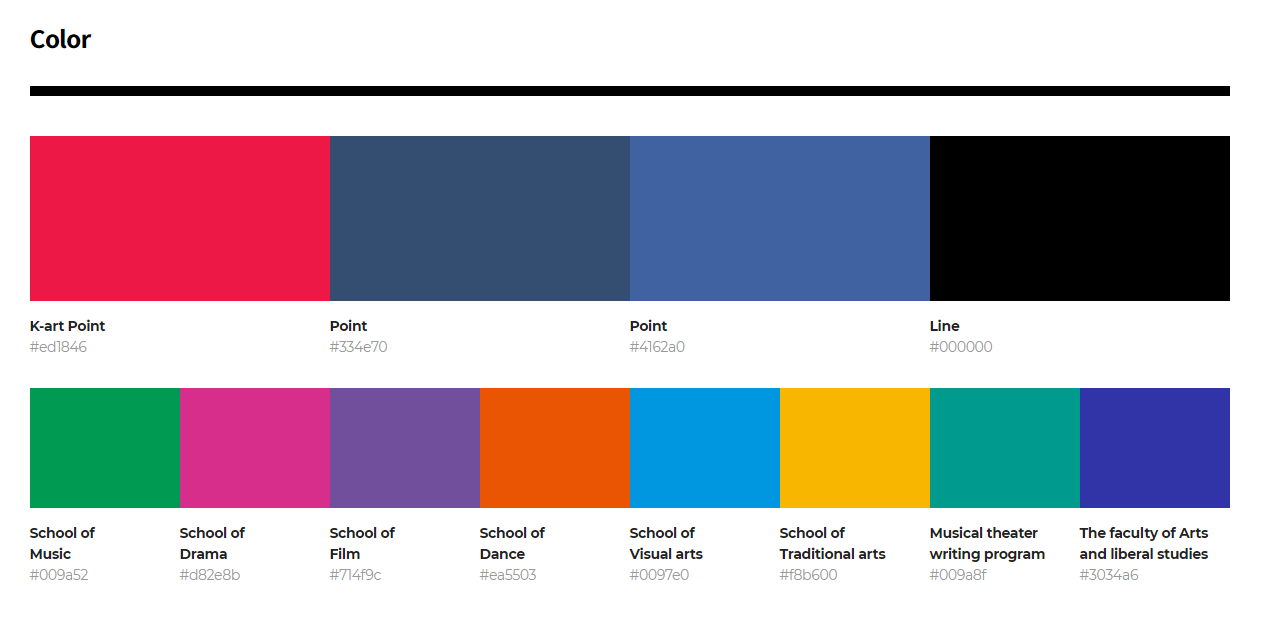 Color
K-art Point
#ed1846
Point
#334e70
Point
#4162a0
Line
#000000
School of
Music
#009a52
School of
Drama
#d82e8b
School of
Film
#714f9c
School of
Dance
#ea5503
School of
Visual arts
#0097e0
School of
Traditional arts
#f8b600
Musical theater
writing program
#009a8f
The faculty of Arts
and liberal studies
#3034a6